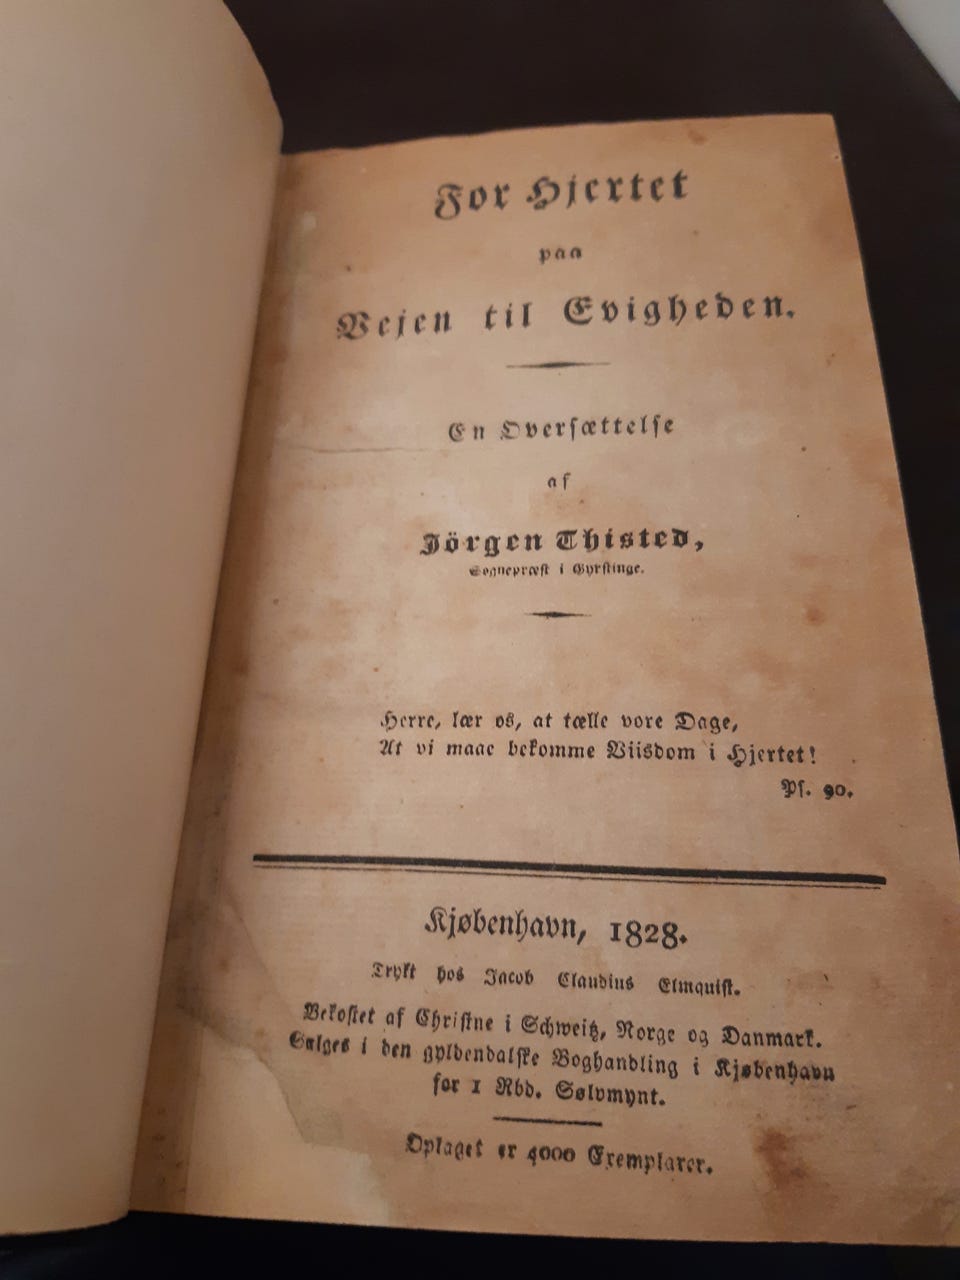 For Hjertet
paa
Vejen til Evigheden.
En Oversættelse
af
Jörgen Thisted,
Sognepræst i Gyrstinge.
Herre, lær os, at tælle vore Dage,
At vi maae bekomme Viisdom i Hjertet!
Ps. 90.
Kjøbenhavn, 1828.
Trykt hos Jacob Claudius Elmquist.
Bekostet af Christne i Schweitz, Norge og Danmark.
Sælges i den gyldendalske Boghandling i Kjøbenhavn
for 1 Rbd. Sølvmynt.
Oplaget er 4000 Exemplarer.